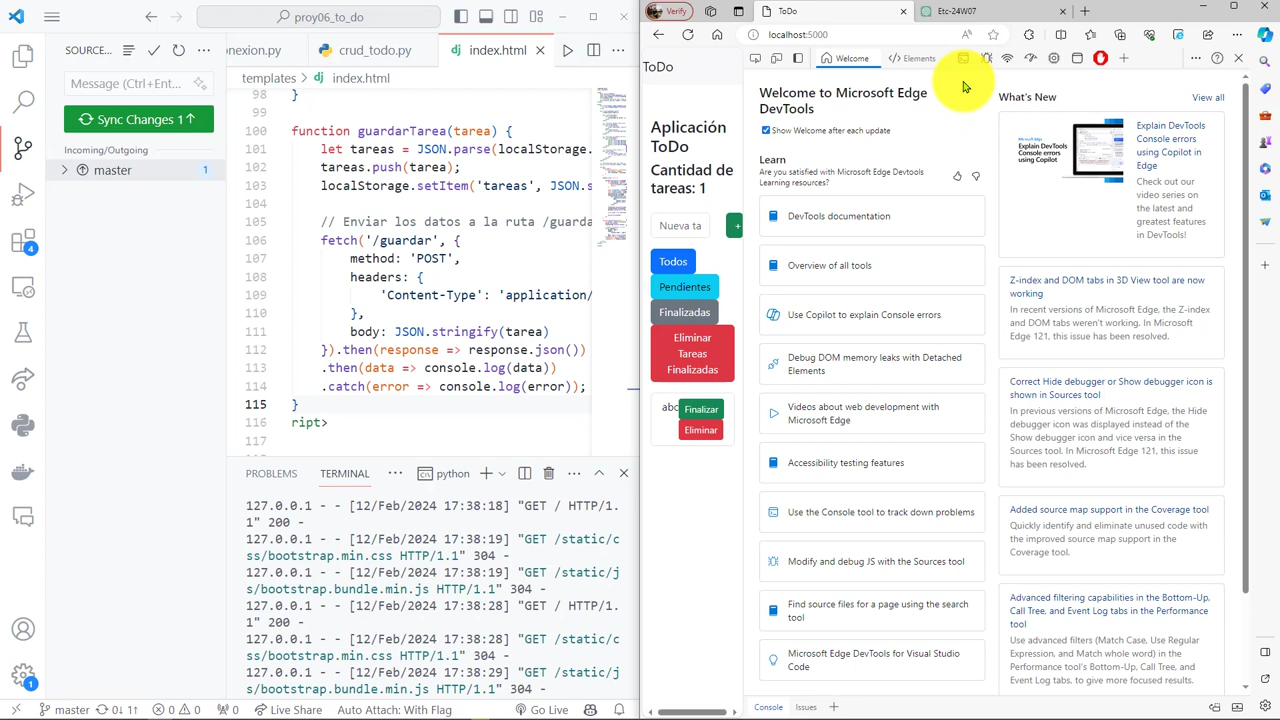 proy06_to_do
SOURCE...
Message (Ctrl+Ent
Sync Changes 1
ng/Outgoing
master
4
1
nexion.py
crud_todo.py
index.html
templates > index.html
98 }
99
100 function guardarTarea(tarea) {
101 JSON.parse(localStorage.
102 .push(tarea);
103 .setItem('tareas', JSON.s
104
105 los datos a la ruta /guarda
106 '/guardar', {
107 method: 'POST',
108 headers: {
109 'Content-Type': 'application/
110 },
111 body: JSON.stringify(tarea)
112 }).then(response => response.json())
113 .then(data => console.log(data))
114 .catch(error => console.log(error));
115 }
116 ript>
117
PROBLEMS
TERMINAL
python
127.0.0.1 - - [12/Feb/2024 17:38:18] "GET / HTTP/1.
1" 200 -
127.0.0.1 - - [12/Feb/2024 17:38:19] "GET /static/c
ss/bootstrap.min.css HTTP/1.1" 304 -
127.0.0.1 - - [12/Feb/2024 17:38:19] "GET /static/j
s/bootstrap.bundle.min.js HTTP/1.1" 304 -
127.0.0.1 - - [12/Feb/2024 17:38:28] "GET / HTTP/1.
1" 200 -
127.0.0.1 - - [12/Feb/2024 17:38:28] "GET /static/c
ss/bootstrap.min.css HTTP/1.1" 304 -
127.0.0.1 - - [12/Feb/2024 17:38:29] "GET /static/j
s/bootstrap.bundle.min.js HTTP/1.1" 304 -
master
0↓ 1↑
0
0
0
Live Share
Auto Attach: With Flag
Go Live
Verify
ToDo
Etc-24W07
localhost:5000
Welcome
Elements
ToDo
Aplicación
ToDo
Cantidad de
tareas: 1
Nueva ta
+
Todos
Pendientes
Finalizadas
Eliminar
Tareas
Finalizadas
abc
Finalizar
Eliminar
Welcome to Microsoft Edge
DevTools
after each update
Learn
Are you satisfied with Microsoft Edge Devtools
DevTools documentation
Overview of all tools
Use Copilot to explain Console errors
Debug DOM memory leaks with Detached
Elements
Videos about web development with
Microsoft Edge
Accessibility testing features
Use the Console tool to track down problems
Modify and debug JS with the Sources tool
Find source files for a page using the search
tool
Microsoft Edge DevTools for Visual Studio
Code
View all
Explain DevTools
Console errors
using Copilot in
Edge
Explain DevTools
Console errors
using Copilot in
Edge
Check out our
video series on
the latest and
greatest features
in DevTools!
Z-index and DOM tabs in 3D View tool are now
working
In recent versions of Microsoft Edge, the Z-index
and DOM tabs weren't working. In Microsoft
Edge 121, this issue has been resolved.
Correct Hide debugger or Show debugger icon is
shown in Sources tool
In previous versions of Microsoft Edge, the Hide
debugger icon was displayed instead of the
Show debugger icon and vice versa in the
Sources tool. In Microsoft Edge 121, this issue
has been resolved.
Added source map support in the Coverage tool
Quickly identify and eliminate unused code with
the improved source map support in the
Coverage tool.
Advanced filtering capabilities in the Bottom-Up,
Call Tree, and Event Log tabs in the Performance
tool
Use advanced filters (Match Case, Use Regular
Expression, and Match whole word) in the
Performance tool's Bottom-Up, Call Tree, and
Event Log tabs, to give more focused results.
Console
Issues